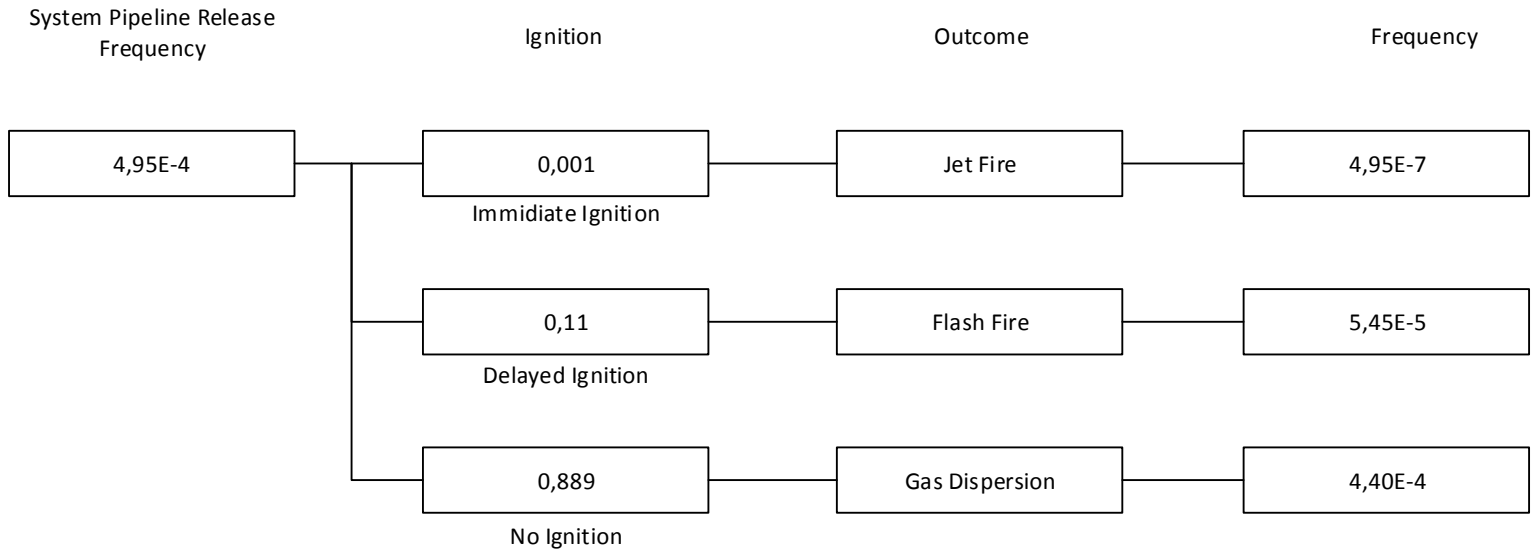 System Pipeline Release
Frequency
Ignition
Outcome
Frequency
4,95E-4
0,001
Jet Fire
4,95E-7
Immidiate Ignition
0,11
Flash Fire
5,45E-5
Delayed Ignition
0,889
Gas Dispersion
4,40E-4
No Ignition